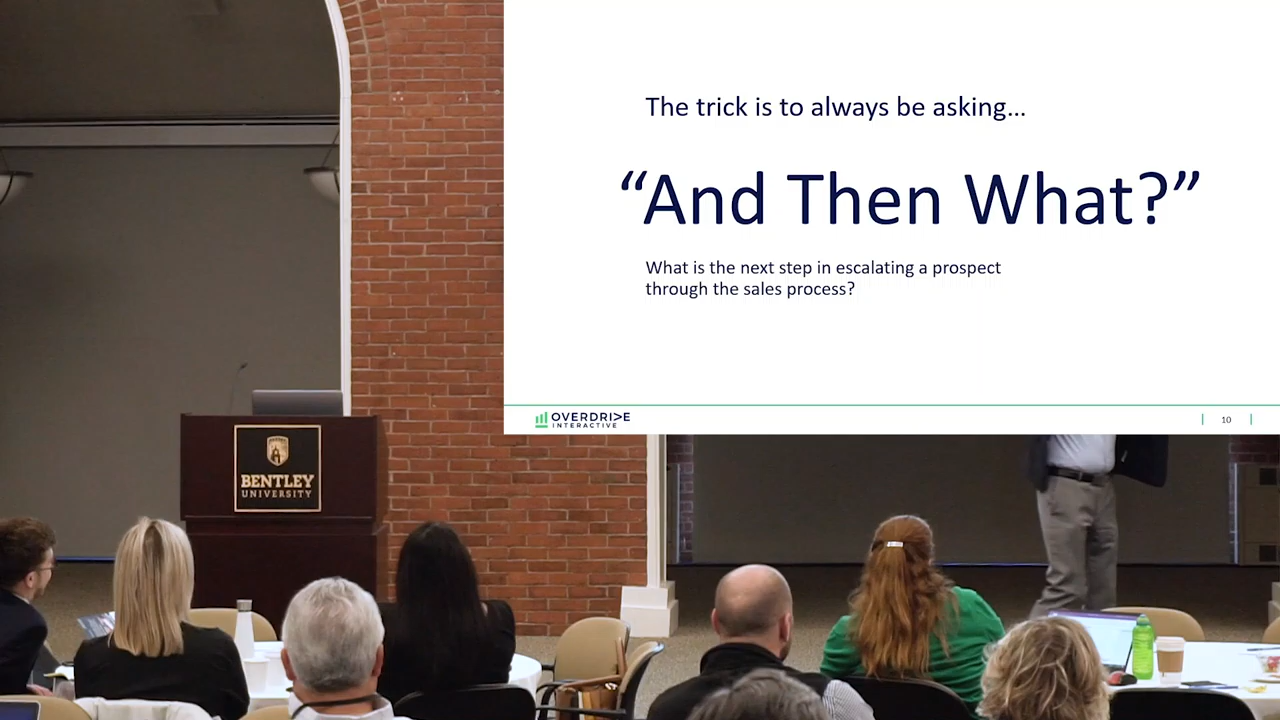 The trick is to always be asking...
“And Then What?”
What is the next step in escalating a prospect
through the sales process?
OVERDRIVE
INTERACTIVE
10
BENTLEY
UNIVERSITY